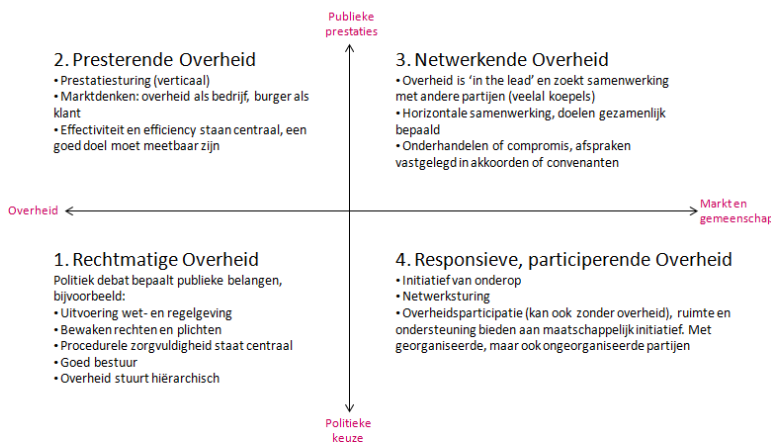 Publieke
prestaties
2. Presterende Overheid
• Prestatiesturing (verticaal)
• Marktdenken: overheid als bedrijf, burger als
klant
• Effectiviteit en efficiency staan centraal, een
goed doel moet meetbaar zijn
3. Netwerkende Overheid
• Overheid is ‘in the lead’ en zoekt samenwerking
met andere partijen (veelal koepels)
• Horizontale samenwerking, doelen gezamenlijk
bepaald
• Onderhandelen of compromis, afspraken
vastgelegd in akkoorden of convenanten
Overheid
Markt en
gemeenschap
1. Rechtmatige Overheid
Politiek debat bepaalt publieke belangen,
bijvoorbeeld:
• Uitvoering wet- en regelgeving
• Bewaken rechten en plichten
• Procedurele zorgvuldigheid staat centraal
• Goed bestuur
• Overheid stuurt hiërarchisch
4. Responsieve, participerende Overheid
• Initiatief van onderop
• Netwerksturing
• Overheidsparticipatie (kan ook zonder overheid), ruimte en
ondersteuning bieden aan maatschappelijk initiatief. Met
georganiseerde, maar ook ongeorganiseerde partijen
Politieke
keuze